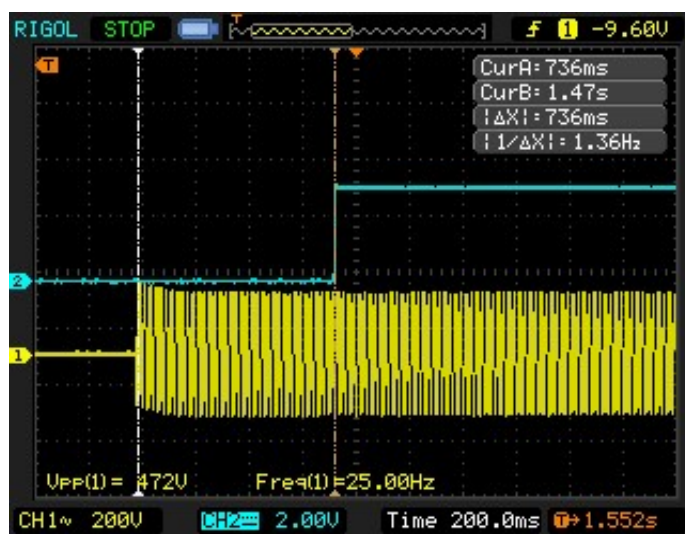 RIGOL STOP T f 1 -9.60V
T
CurA=736ms
CurB=1.47s
|ΔX|=736ms
|1/ΔX|=1.36Hz
2
1
Vpp(1)= 472V Freq(1)=25.00Hz
CH1~ 200V CH2 2.00V Time 200.0ms T→1.552s